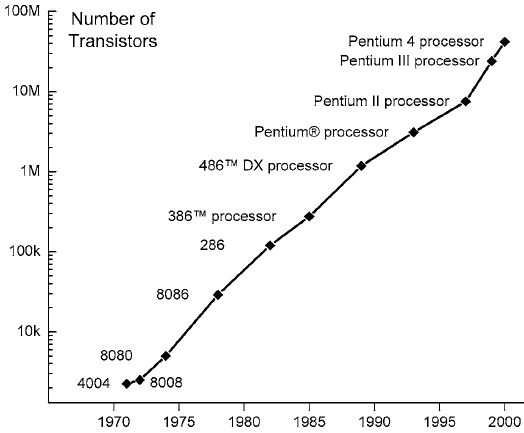 100M
Number of
Transistors
Pentium 4 processor
Pentium III processor
10M
Pentium II processor
Pentium® processor
1M
486™ DX processor
386™ processor
286
100k
8086
10k
8080
4004
8008
1970 1975 1980 1985 1990 1995 2000